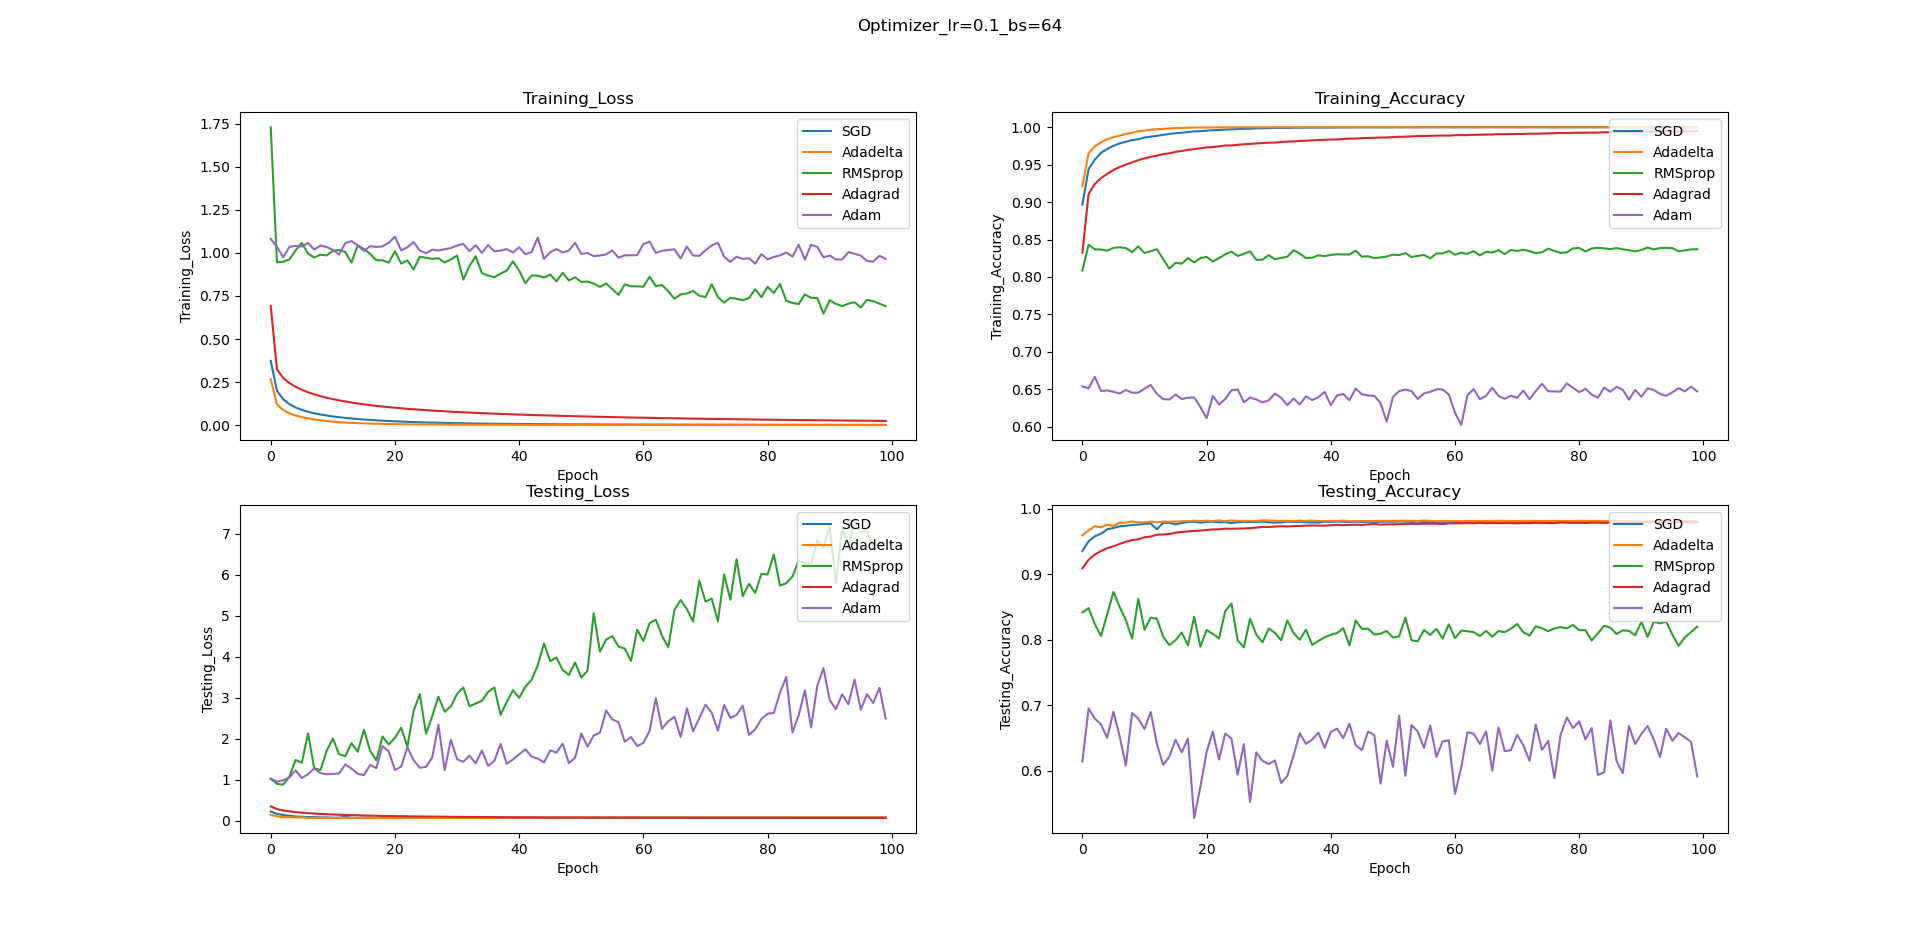 Optimizer_lr=0.1_bs=64
Training_Loss
1.75
1.50
1.25
1.00
0.75
0.50
0.25
0.00
Training_Loss
0 20 40 60 80 100
Epoch
SGD
Adadelta
RMSprop
Adagrad
Adam
Training_Accuracy
1.00
0.95
0.90
0.85
0.80
0.75
0.70
0.65
0.60
Training_Accuracy
0 20 40 60 80 100
Epoch
SGD
Adadelta
RMSprop
Adagrad
Adam
Testing_Loss
7
6
5
4
3
2
1
0
Testing_Loss
0 20 40 60 80 100
Epoch
SGD
Adadelta
RMSprop
Adagrad
Adam
Testing_Accuracy
1.0
0.9
0.8
0.7
0.6
Testing_Accuracy
0 20 40 60 80 100
Epoch
SGD
Adadelta
RMSprop
Adagrad
Adam